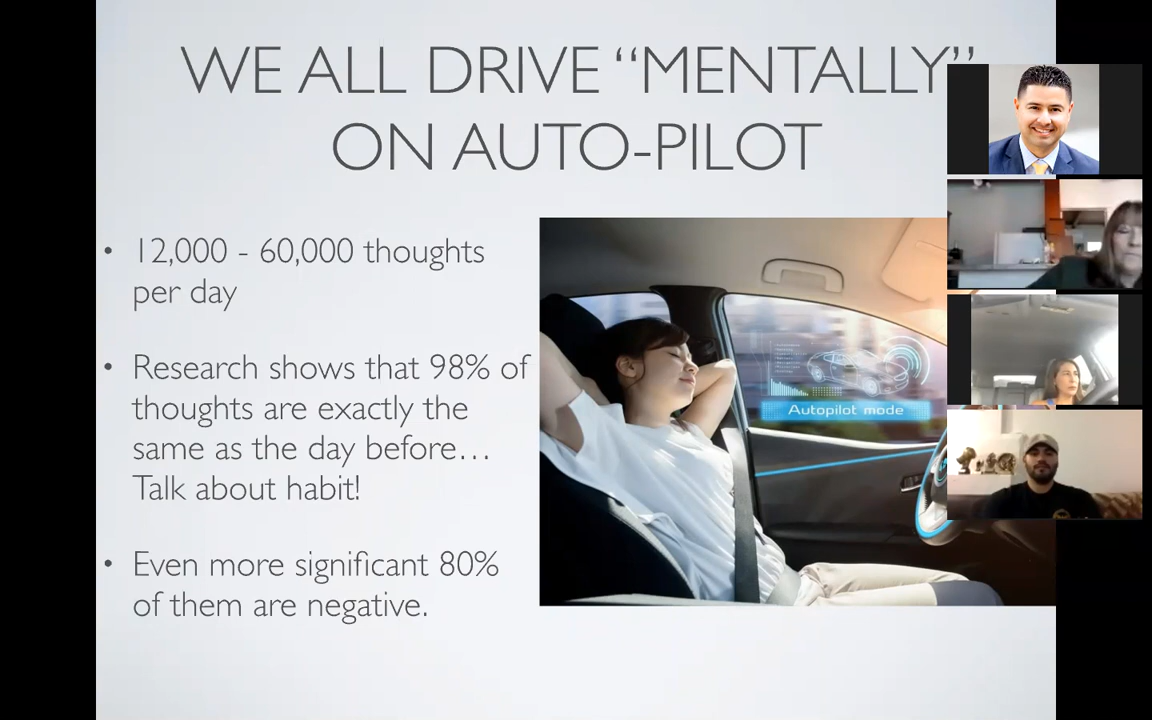 WE ALL DRIVE “MENTALLY”
ON AUTO-PILOT
• 12,000 - 60,000 thoughts
per day
• Research shows that 98% of
thoughts are exactly the
same as the day before…
Talk about habit!
• Even more significant 80%
of them are negative.
Autopilot mode